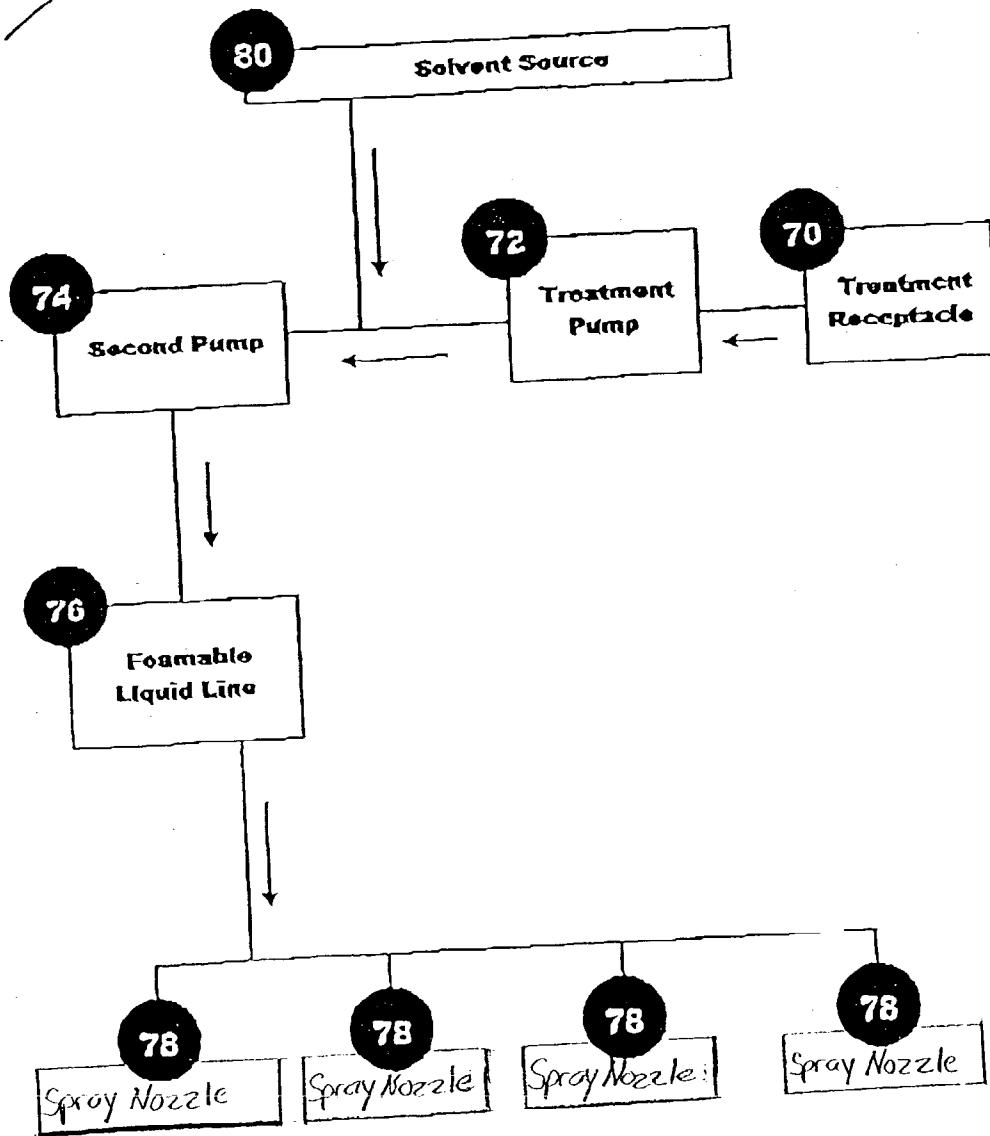 80
Solvent Source
72
Treatment
Pump
70
Treatment
Receptacle
74
Second Pump
76
Foamable
Liquid Line
78
Spray Nozzle
78
Spray Nozzle
78
Spray Nozzle
78
Spray Nozzle